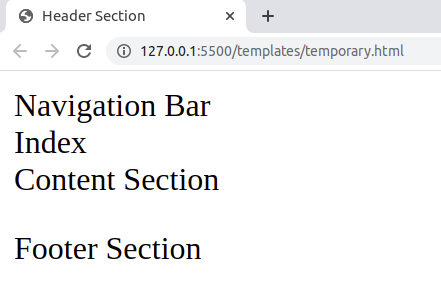 Header Section
127.0.0.1:5500/templates/temporary.html
Navigation Bar
Index
Content Section
Footer Section